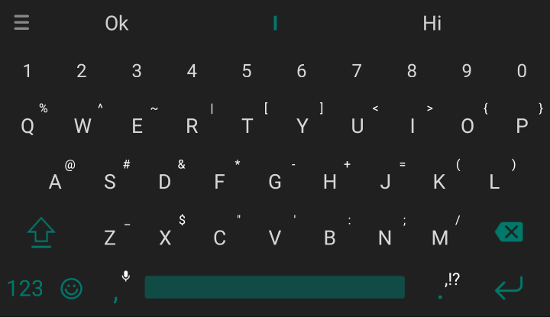 Ok I Hi
1 2 3 4 5 6 7 8 9 0
% ^ ~ | [ ] < > { }
Q W E R T Y U I O P
@ # & * - + = ( )
A S D F G H J K L
_ $ " ' : ; /
Z X C V B N M
123 , . ,!?